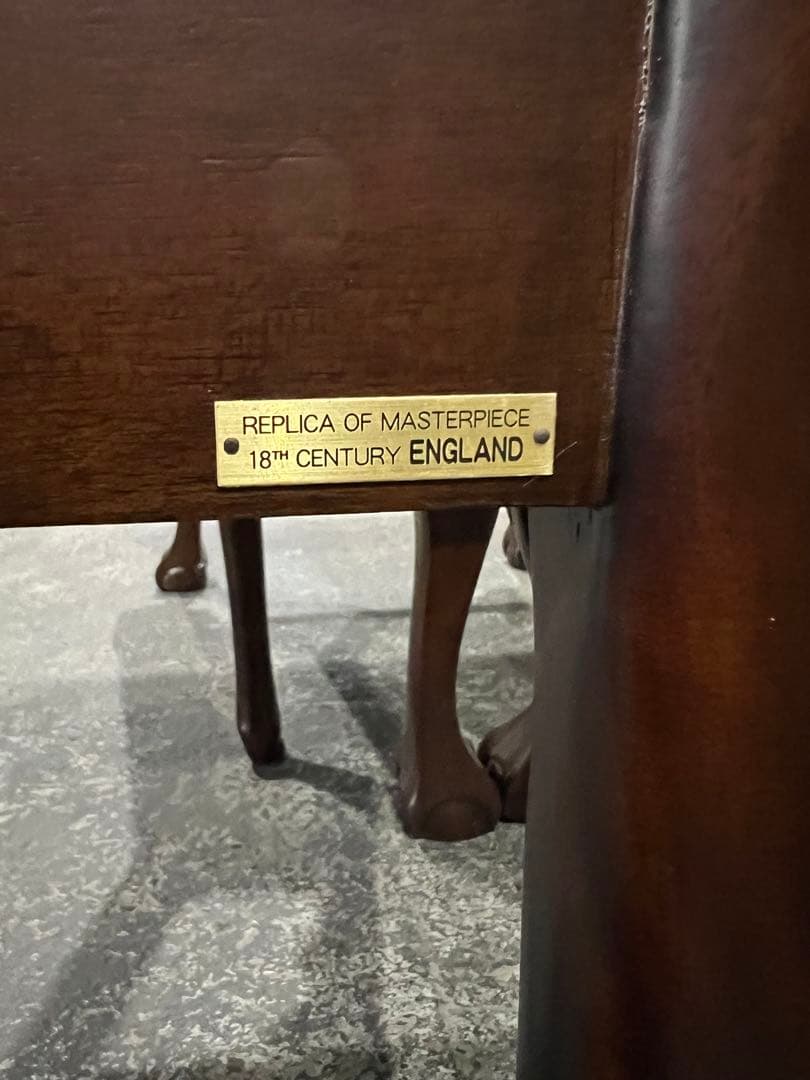 REPLICA OF MASTERPIECE
18TH CENTURY ENGLAND